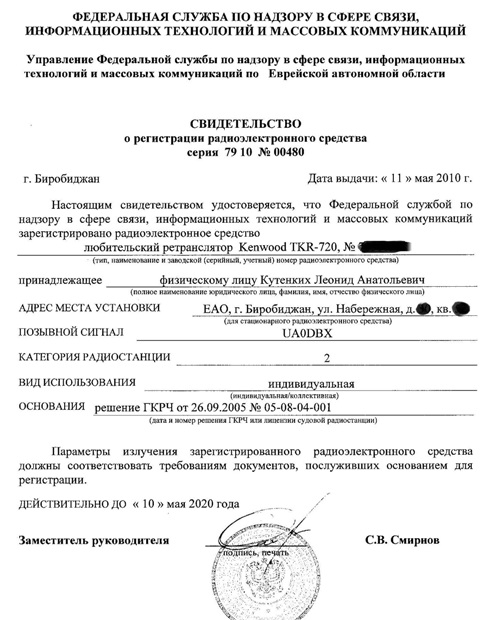 ФЕДЕРАЛЬНАЯ СЛУЖБА ПО НАДЗОРУ В СФЕРЕ СВЯЗИ,
ИНФОРМАЦИОННЫХ ТЕХНОЛОГИЙ И МАССОВЫХ КОММУНИКАЦИЙ
Управление Федеральной службы по надзору в сфере связи, информационных
технологий и массовых коммуникаций по Еврейской автономной области
СВИДЕТЕЛЬСТВО
о регистрации радиоэлектронного средства
серия 79 10 № 00480
г. Биробиджан Дата выдачи: « 11 » мая 2010 г.
Настоящим свидетельством удостоверяется, что Федеральной службой по
надзору в сфере связи, информационных технологий и массовых коммуникаций
зарегистрировано радиоэлектронное средство
любительский ретранслятор Kenwood TKR-720, №
(тип, наименование и заводской (серийный, учетный) номер радиоэлектронного средства)
принадлежащее физическому лицу Кутенких Леонид Анатольевич
(полное наименование юридического лица, фамилия, имя, отчество физического лица)
АДРЕС МЕСТА УСТАНОВКИ ЕАО, г. Биробиджан, ул. Набережная, д. , кв.
(для стационарного радиоэлектронного средства)
ПОЗЫВНОЙ СИГНАЛ UA0DBX
КАТЕГОРИЯ РАДИОСТАНЦИИ 2
ВИД ИСПОЛЬЗОВАНИЯ индивидуальная
(индивидуальная/коллективная)
ОСНОВАНИЯ решение ГКРЧ от 26.09.2005 № 05-08-04-001
(дата и номер решения ГКРЧ или лицензии судовой радиостанции)
Параметры излучения зарегистрированного радиоэлектронного средства
должны соответствовать требованиям документов, послуживших основанием для
регистрации.
ДЕЙСТВИТЕЛЬНО ДО « 10 » мая 2020 года
Заместитель руководителя С.В. Смирнов
подпись, печать